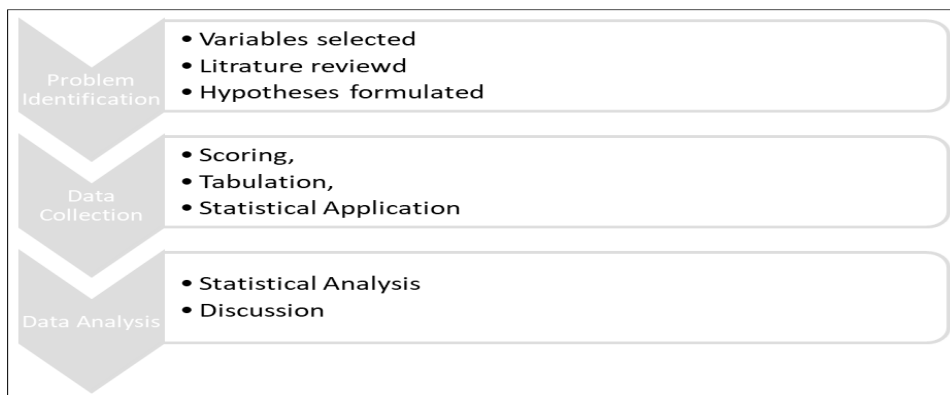 Problem
Identification
• Variables selected
• Litrature reviewd
• Hypotheses formulated
Data
Collection
• Scoring,
• Tabulation,
• Statistical Application
Data Analysis
• Statistical Analysis
• Discussion